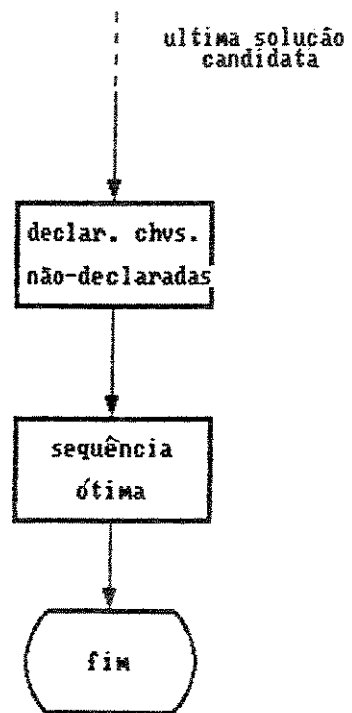 ultima solução
candidata
declar. chvs.
não-declaradas
sequência
ótima
fim